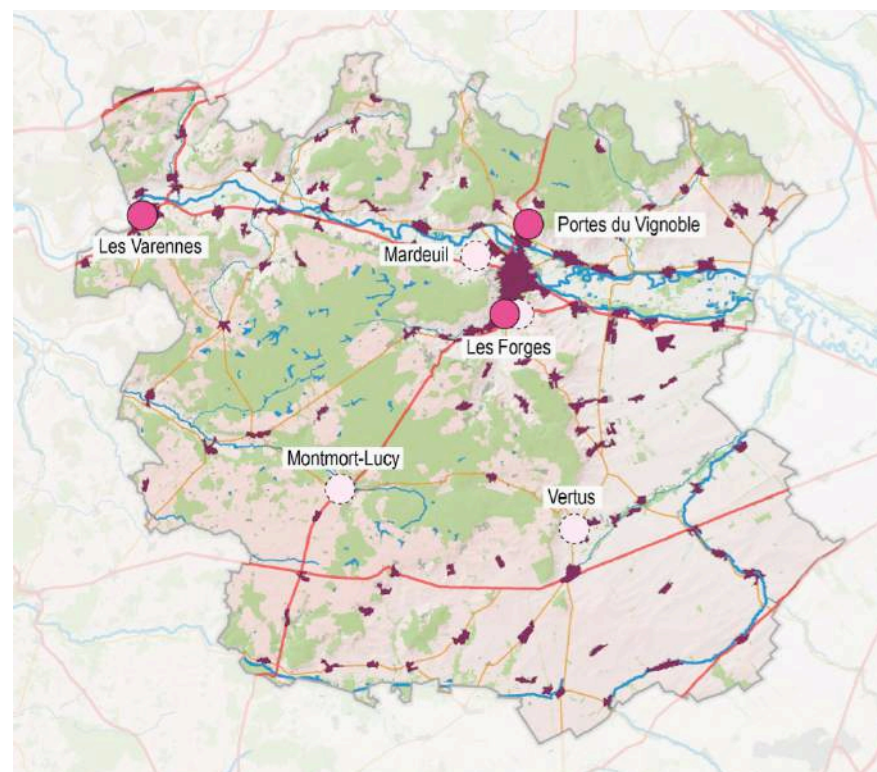 Portes du Vignoble
Les Varennes
Mardeuil
Les Forges
Montmort-Lucy
Vertus